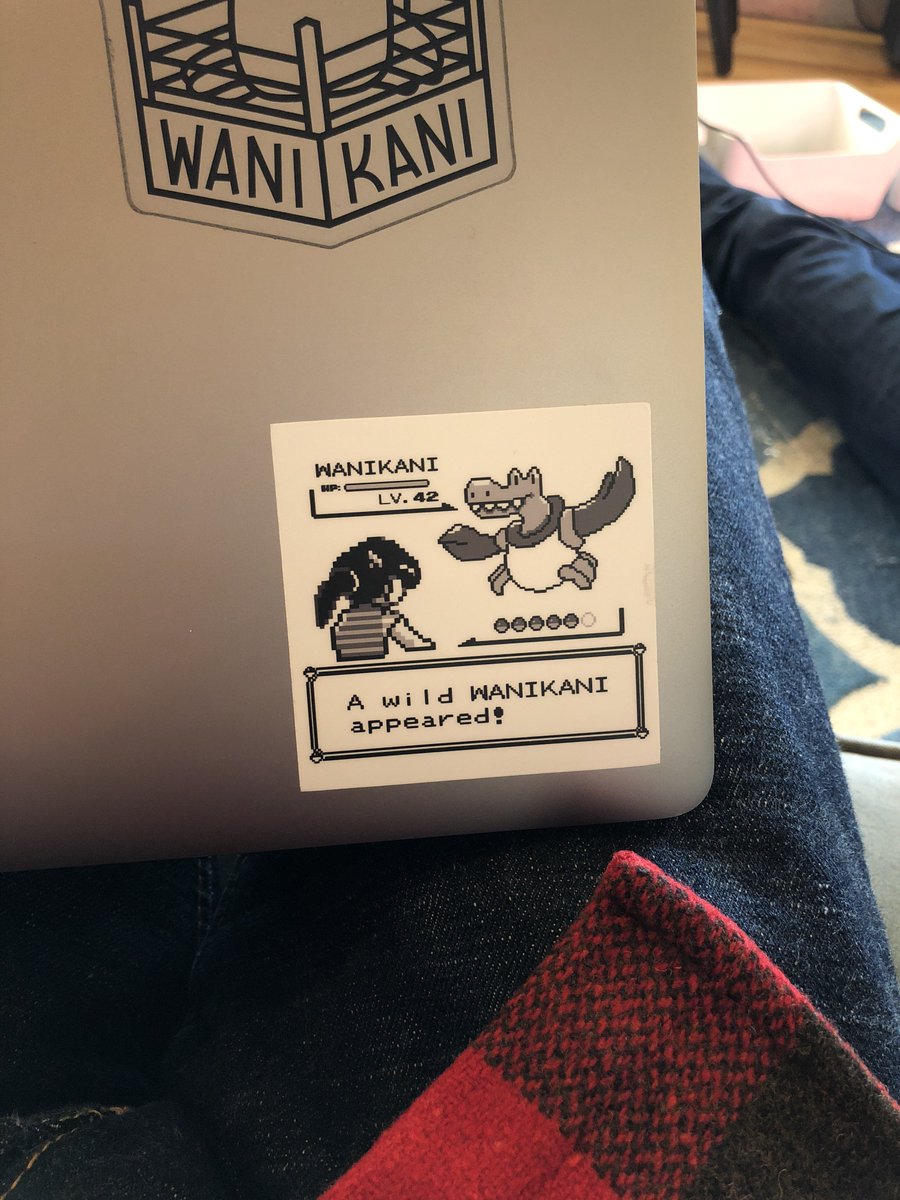 WANI KANI
WANIKANI
HP:
LV. 42
A wild WANIKANI
appeared!